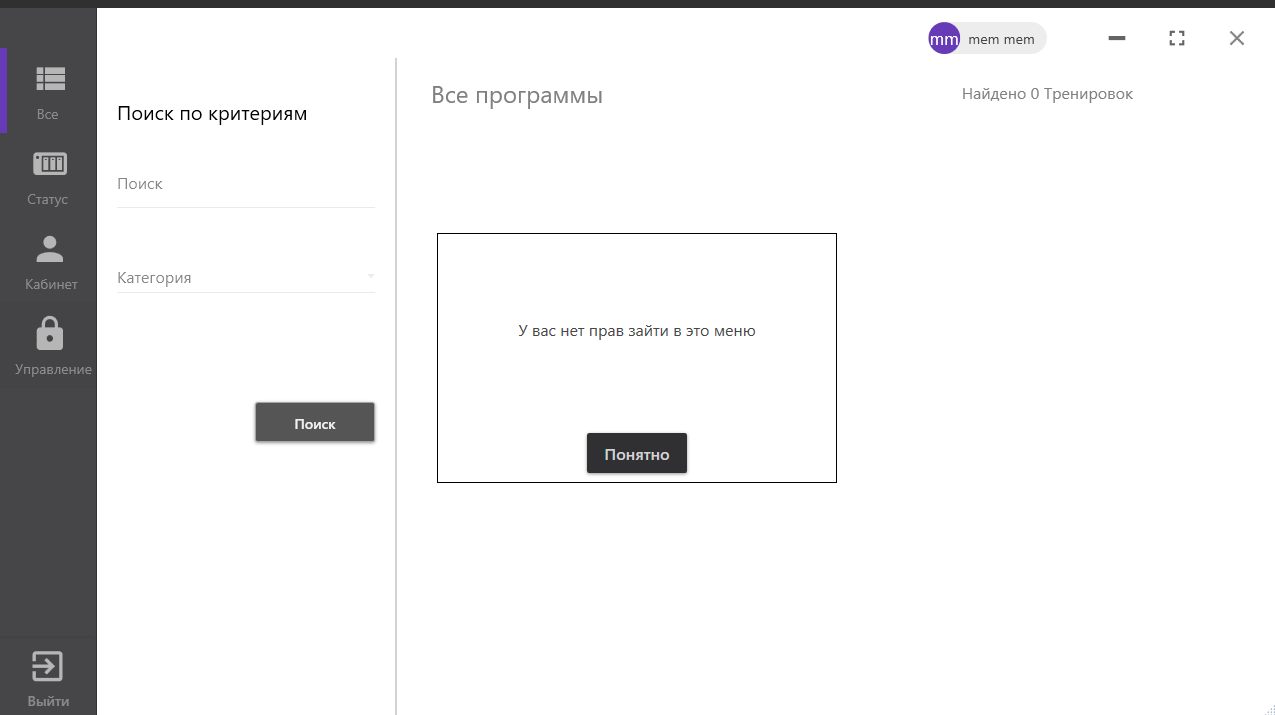 mm mem mem
Все
Статус
Кабинет
Управление
Выйти
Поиск по критериям
Поиск
Категория
Поиск
Все программы
Найдено 0 Тренировок
У вас нет прав зайти в это меню
Понятно